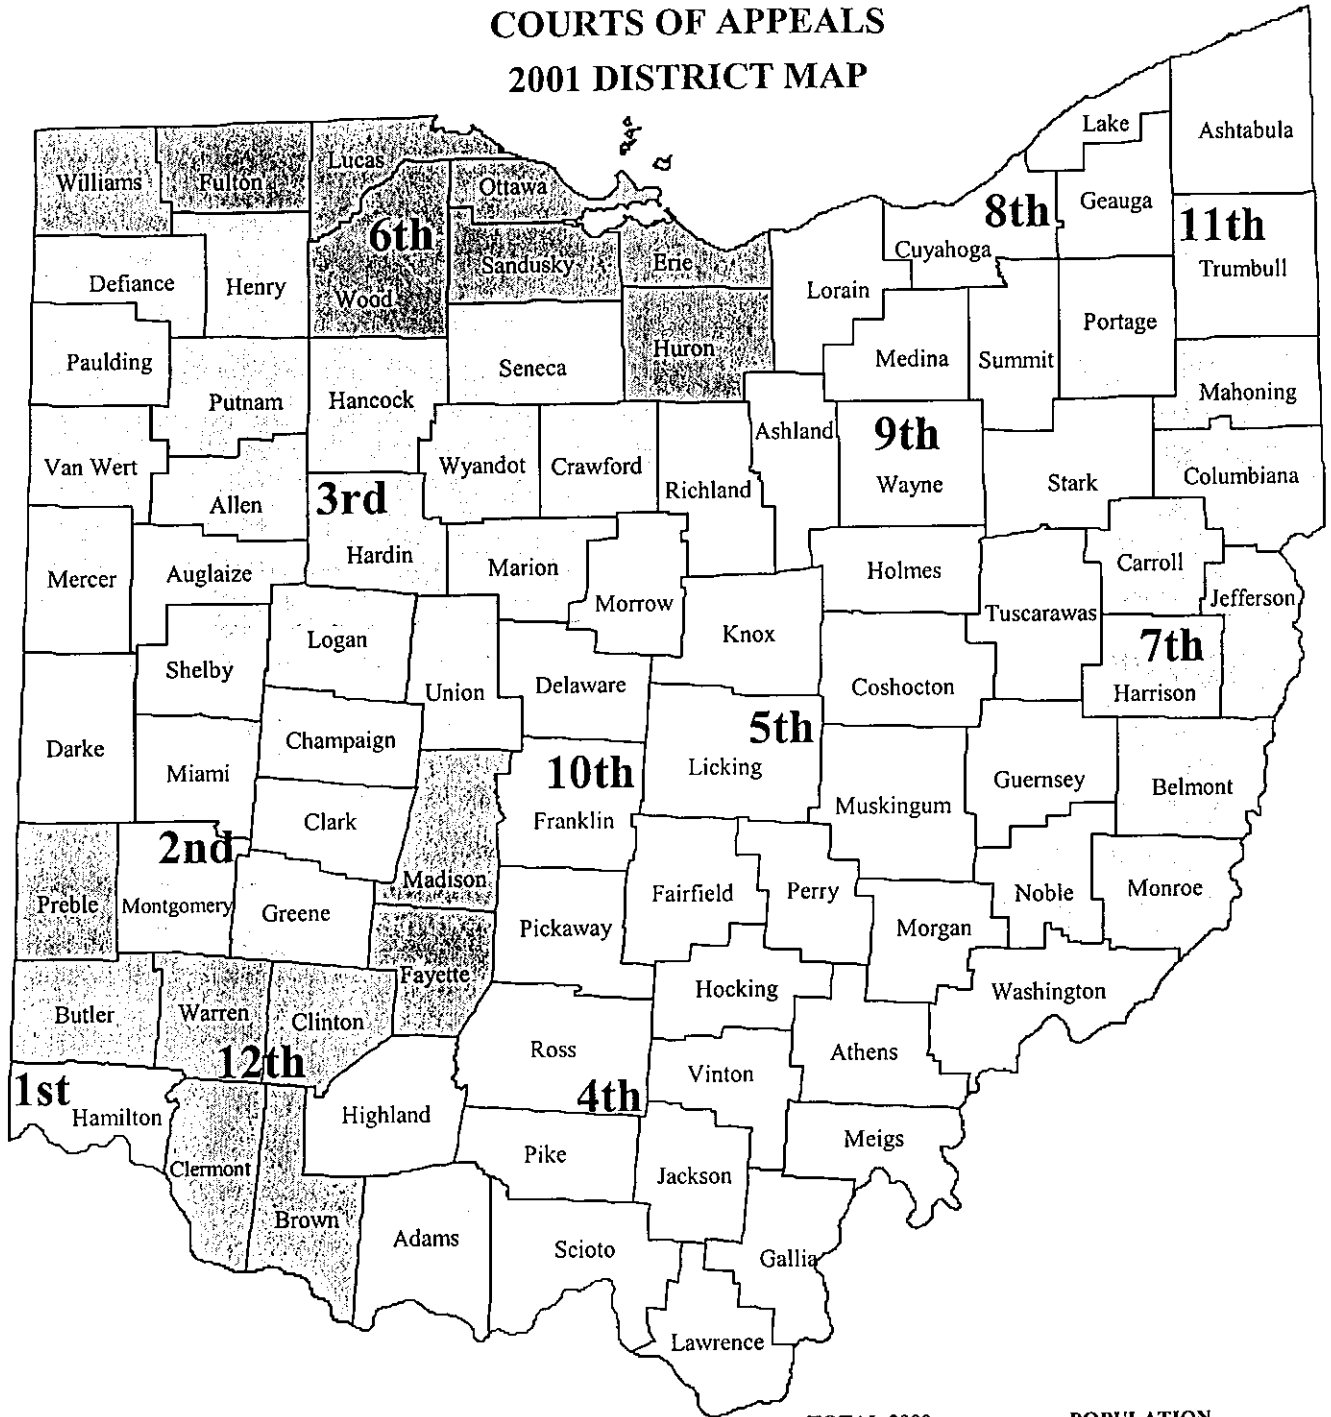 COURTS OF APPEALS
2001 DISTRICT MAP
Lake
Ashtabula
Lucas
Williams
Fulton
Ottawa
Geauga
8th
11th
6th
Cuyahoga
Sandusky
Erie
Trumbull
Defiance
Henry
Wood
Lorain
Portage
Paulding
Seneca
Huron
Medina
Summit
Putnam
Hancock
Mahoning
Ashland
9th
Van Wert
Wyandot
Crawford
Richland
Wayne
Stark
Columbiana
Allen
3rd
Mercer
Auglaize
Hardin
Marion
Holmes
Carroll
Morrow
Jefferson
Logan
Knox
Tuscarawas
Shelby
7th
Union
Delaware
Coshocton
Harrison
Darke
Champaign
5th
Miami
10th
Licking
Guernsey
Belmont
Clark
Franklin
Muskingum
2nd
Madison
Preble
Montgomery
Greene
Fairfield
Perry
Noble
Monroe
Pickaway
Morgan
Fayette
Hocking
Washington
Butler
Warren
Clinton
Ross
Athens
12th
Vinton
1st
Hamilton
Highland
4th
Meigs
Clermont
Pike
Jackson
Brown
Adams
Scioto
Gallia
Lawrence